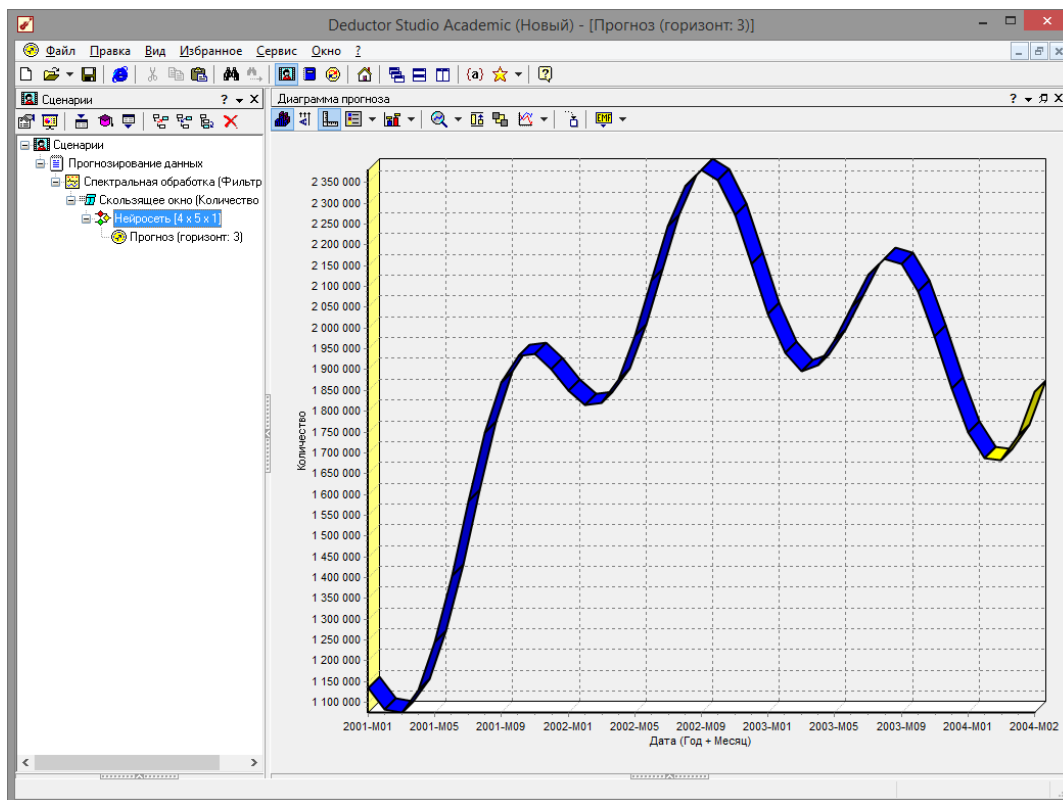 Deductor Studio Academic (Новый) - [Прогноз (горизонт: 3)]
Файл Правка Вид Избранное Сервис Окно ?
{a}
Сценарии ?
Диаграмма прогноза ?
EMF
Сценарии
Прогнозирование данных
Спектральная обработка (Фильтр
Скользящее окно (Количество
Нейросеть [4 x 5 x 1]
Прогноз (горизонт: 3)
Количество
2 350 000
2 300 000
2 250 000
2 200 000
2 150 000
2 100 000
2 050 000
2 000 000
1 950 000
1 900 000
1 850 000
1 800 000
1 750 000
1 700 000
1 650 000
1 600 000
1 550 000
1 500 000
1 450 000
1 400 000
1 350 000
1 300 000
1 250 000
1 200 000
1 150 000
1 100 000
2001-M01 2001-M05 2001-M09 2002-M01 2002-M05 2002-M09 2003-M01 2003-M05 2003-M09 2004-M01 2004-M02
Дата (Год + Месяц)